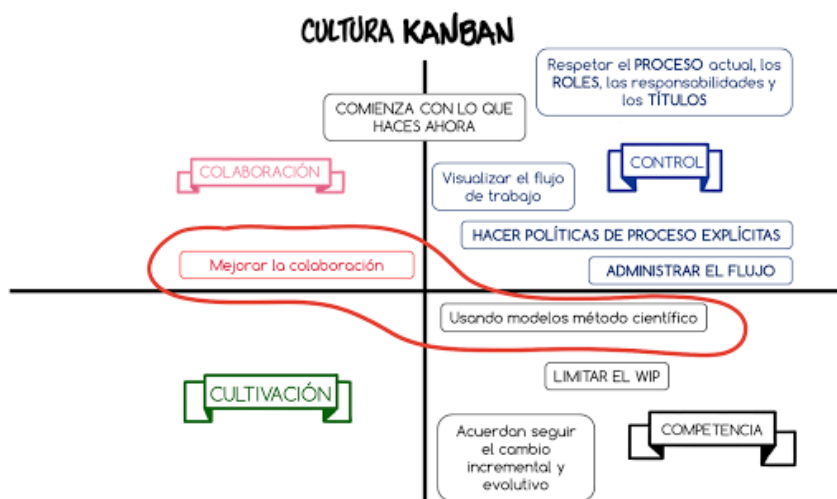 CULTURA KANBAN
Respetar el PROCESO actual, los
ROLES, las responsabilidades y
los TÍTULOS
COMIENZA CON LO QUE
HACES AHORA
COLABORACIÓN
CONTROL
Visualizar el flujo
de trabajo
HACER POLÍTICAS DE PROCESO EXPLÍCITAS
Mejorar la colaboración
ADMINISTRAR EL FLUJO
Usando modelos método científico
LIMITAR EL WIP
CULTIVACIÓN
Acuerdan seguir
el cambio
incremental y
evolutivo
COMPETENCIA